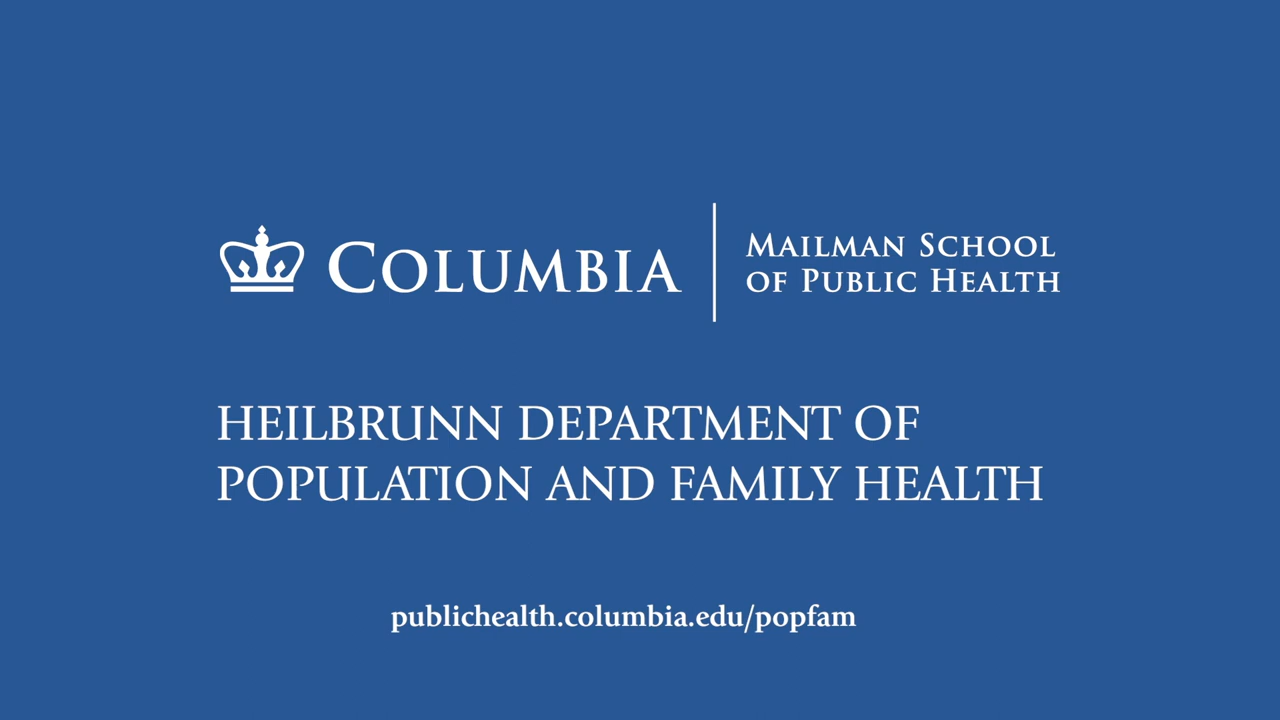 COLUMBIA
MAILMAN SCHOOL
OF PUBLIC HEALTH
HEILBRUNN DEPARTMENT OF
POPULATION AND FAMILY HEALTH
publichealth.columbia.edu/popfam